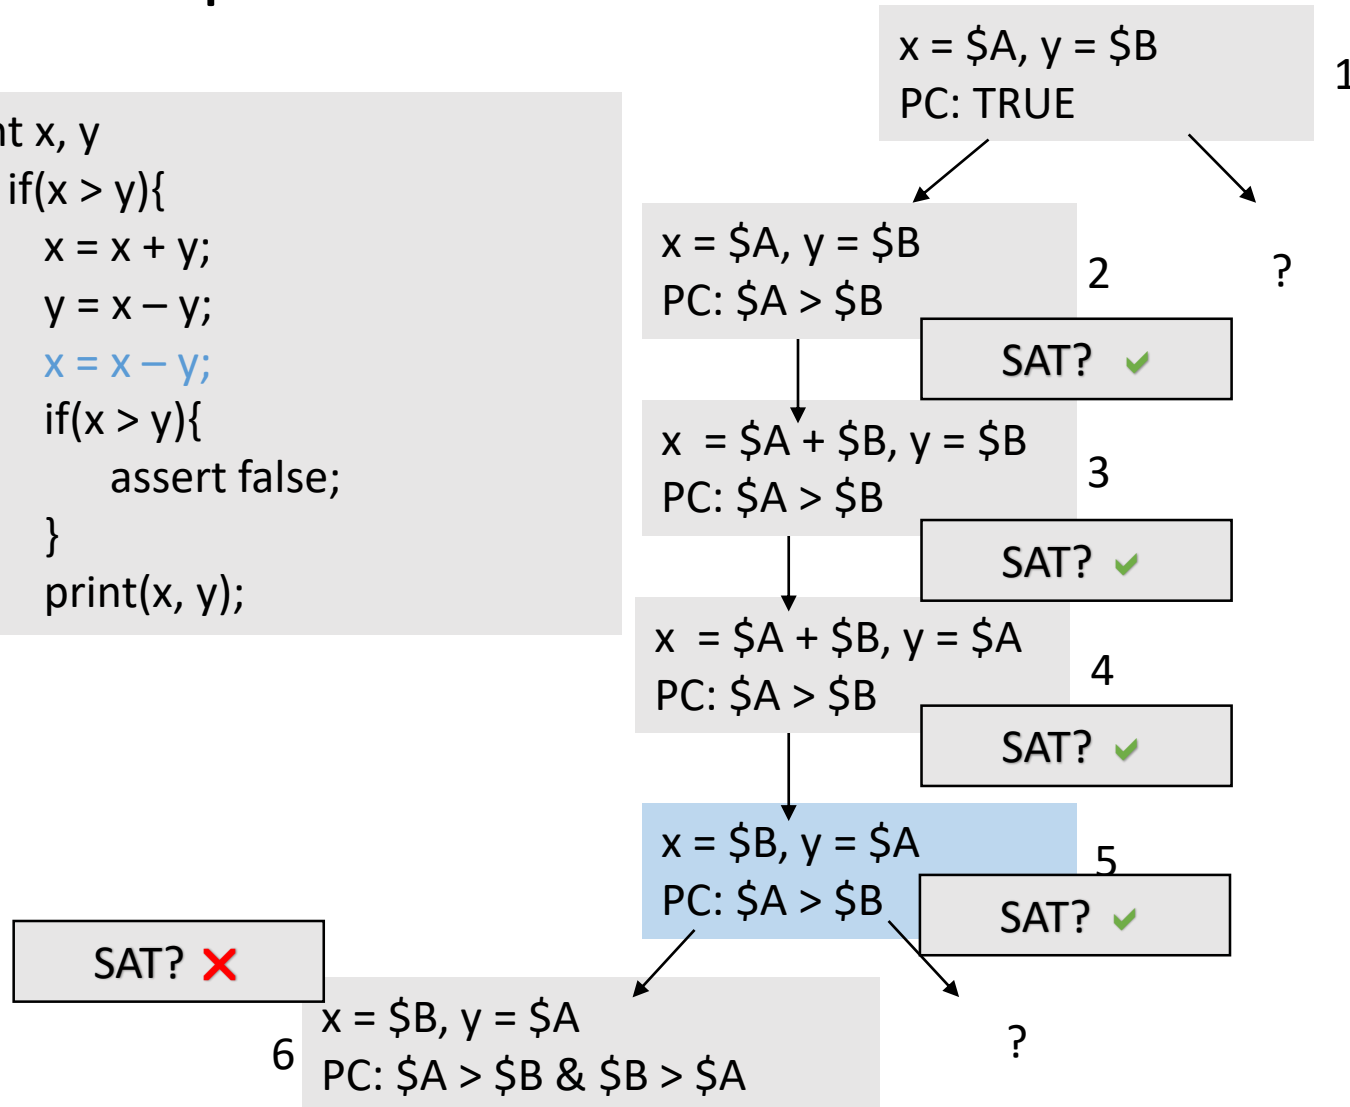 nt x, y
if(x > y){
x = x + y;
y = x – y;
x = x – y;
if(x > y){
assert false;
}
print(x, y);
x = $A, y = $B
PC: TRUE
1
x = $A, y = $B
PC: $A > $B
2
?
SAT?
x = $A + $B, y = $B
PC: $A > $B
3
SAT?
x = $A + $B, y = $A
PC: $A > $B
4
SAT?
x = $B, y = $A
PC: $A > $B
5
SAT?
SAT?
6
x = $B, y = $A
PC: $A > $B & $B > $A
?